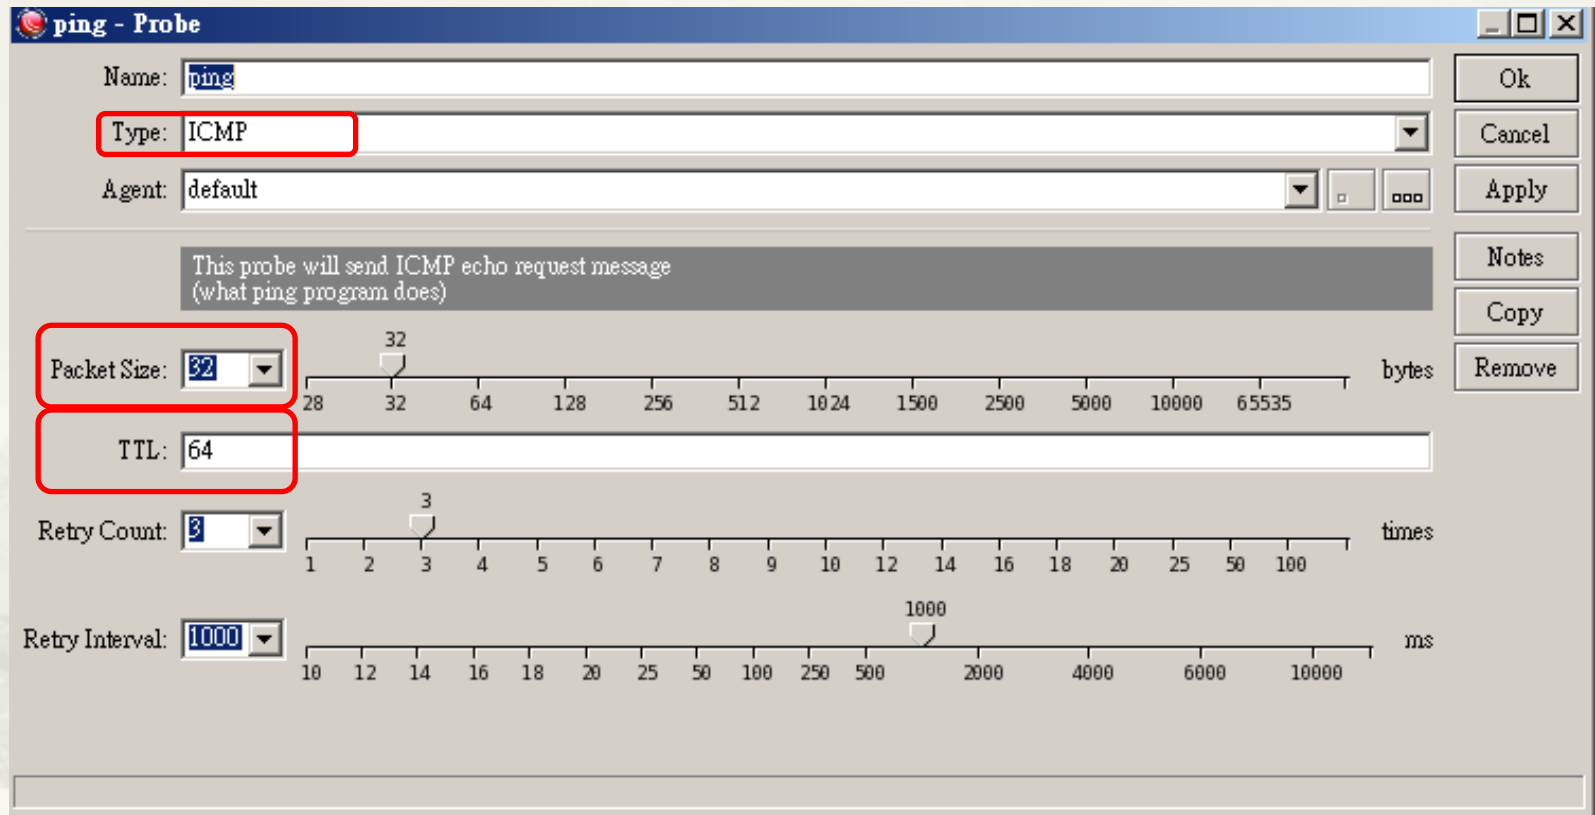 ping - Probe
Name: ping
Ok
Type: ICMP
Cancel
Agent: default
Apply
This probe will send ICMP echo request message
(what ping program does)
Notes
Copy
32
Packet Size: 32
bytes
Remove
28 32 64 128 256 512 1024 1500 2500 5000 10000 65535
TTL: 64
3
Retry Count: 3
times
1 2 3 4 5 6 7 8 9 10 12 14 16 18 20 25 50 100
1000
Retry Interval: 1000
ms
10 12 14 16 18 20 25 50 100 250 500 2000 4000 6000 10000